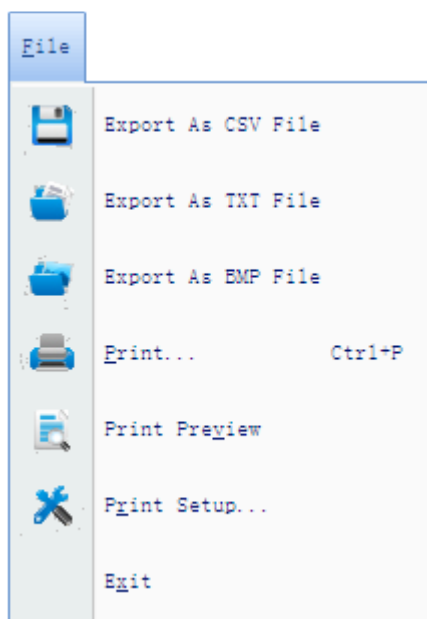 File
Export As CSV File
Export As TXT File
Export As BMP File
Print... Ctrl+P
Print Preview
Print Setup...
Exit